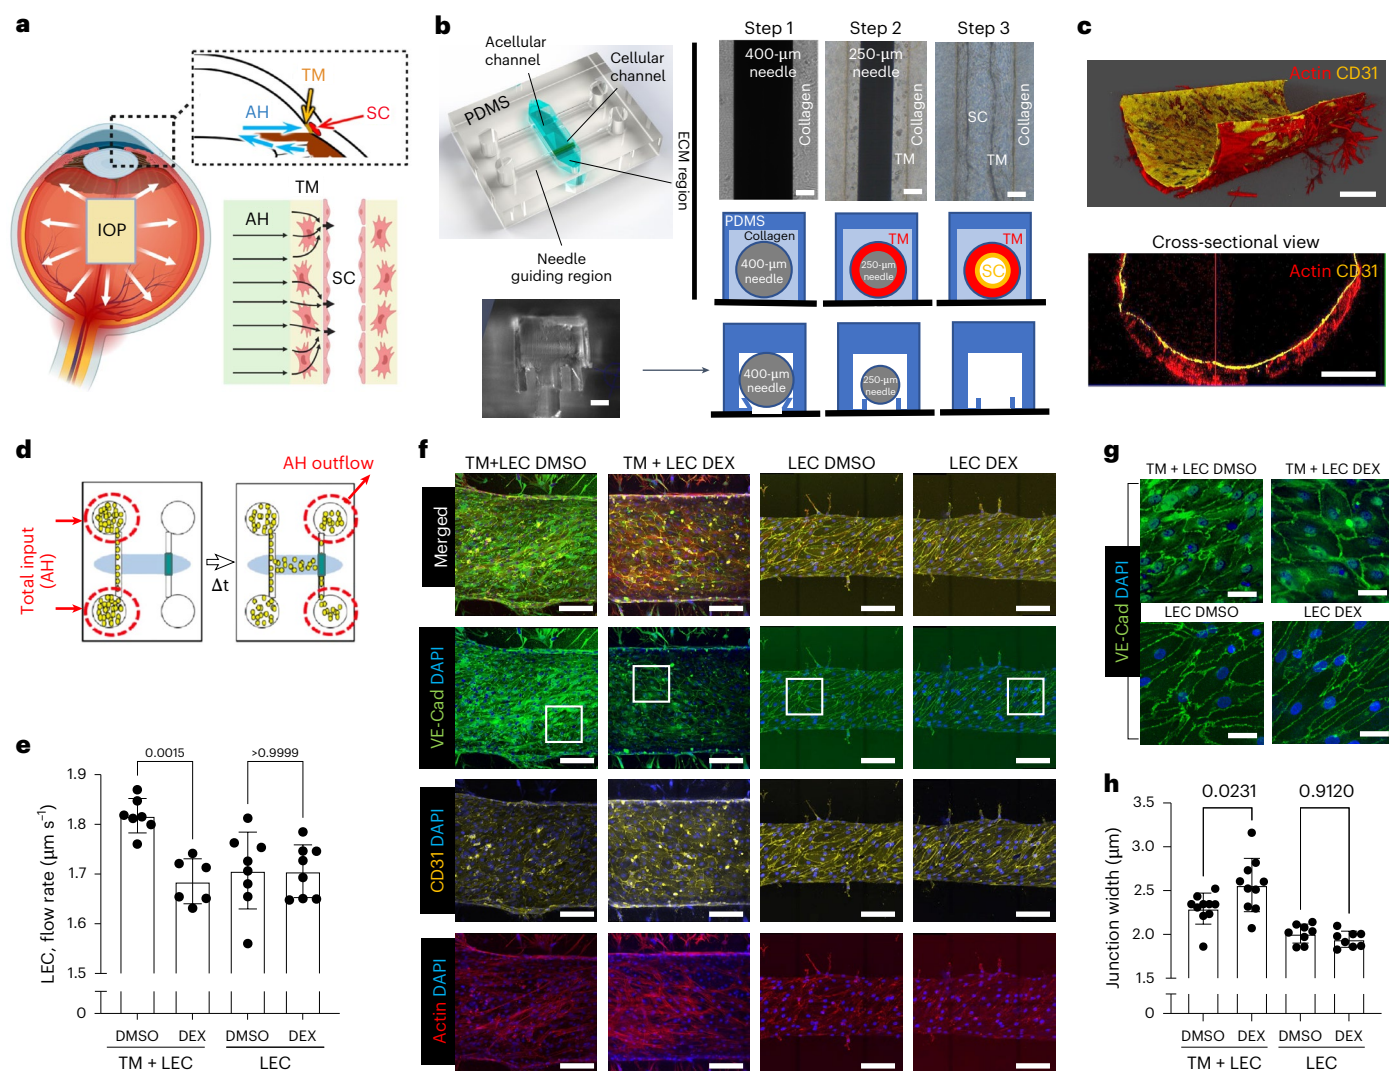 a
TM
AH
SC
IOP
TM
AH
SC
b
Acellular
channel
Cellular
channel
PDMS
ECM region
Needle
guiding region
Step 1
Step 2
Step 3
400-µm
needle
Collagen
250-µm
needle
Collagen
TM
SC
Collagen
TM
PDMS
Collagen
400-µm
needle
TM
250-µm
needle
TM
SC
400-µm
needle
250-µm
needle
c
Actin CD31
Cross-sectional view
Actin CD31
d
AH outflow
Total input
(AH)
Δt
e
0.0015
>0.9999
LEC, flow rate (µm s⁻¹)
1.9
1.8
1.7
1.6
1.5
0
DMSO
DEX
DMSO
DEX
TM + LEC
LEC
f
TM+LEC DMSO
TM + LEC DEX
LEC DMSO
LEC DEX
Merged
VE-Cad DAPI
CD31 DAPI
Actin DAPI
g
TM + LEC DMSO
TM + LEC DEX
VE-Cad DAPI
LEC DMSO
LEC DEX
h
0.0231
0.9120
Junction width (µm)
3.5
3.0
2.5
2.0
1.5
0
DMSO
DEX
DMSO
DEX
TM + LEC
LEC